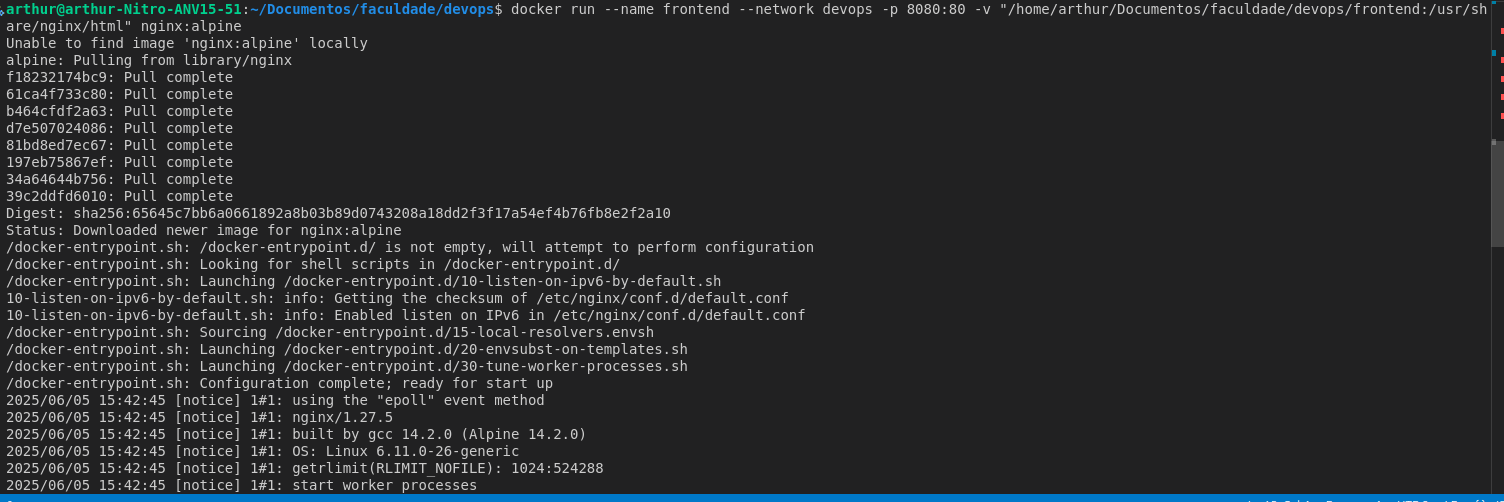 arthur@arthur-Nitro-ANV15-51:~/Documentos/faculdade/devops$ docker run --name frontend --network devops -p 8080:80 -v "/home/arthur/Documentos/faculdade/devops/frontend:/usr/sh
are/nginx/html" nginx:alpine
Unable to find image 'nginx:alpine' locally
alpine: Pulling from library/nginx
f18232174bc9: Pull complete
61ca4f733c80: Pull complete
b464cfdf2a63: Pull complete
d7e507024086: Pull complete
81bd8ed7ec67: Pull complete
197eb75867ef: Pull complete
34a64644b756: Pull complete
39c2ddfd6010: Pull complete
Digest: sha256:65645c7bb6a0661892a8b03b89d0743208a18dd2f3f17a54ef4b76fb8e2f2a10
Status: Downloaded newer image for nginx:alpine
/docker-entrypoint.sh: /docker-entrypoint.d/ is not empty, will attempt to perform configuration
/docker-entrypoint.sh: Looking for shell scripts in /docker-entrypoint.d/
/docker-entrypoint.sh: Launching /docker-entrypoint.d/10-listen-on-ipv6-by-default.sh
10-listen-on-ipv6-by-default.sh: info: Getting the checksum of /etc/nginx/conf.d/default.conf
10-listen-on-ipv6-by-default.sh: info: Enabled listen on IPv6 in /etc/nginx/conf.d/default.conf
/docker-entrypoint.sh: Sourcing /docker-entrypoint.d/15-local-resolvers.envsh
/docker-entrypoint.sh: Launching /docker-entrypoint.d/20-envsubst-on-templates.sh
/docker-entrypoint.sh: Launching /docker-entrypoint.d/30-tune-worker-processes.sh
/docker-entrypoint.sh: Configuration complete; ready for start up
2025/06/05 15:42:45 [notice] 1#1: using the "epoll" event method
2025/06/05 15:42:45 [notice] 1#1: nginx/1.27.5
2025/06/05 15:42:45 [notice] 1#1: built by gcc 14.2.0 (Alpine 14.2.0)
2025/06/05 15:42:45 [notice] 1#1: OS: Linux 6.11.0-26-generic
2025/06/05 15:42:45 [notice] 1#1: getrlimit(RLIMIT_NOFILE): 1024:524288
2025/06/05 15:42:45 [notice] 1#1: start worker processes